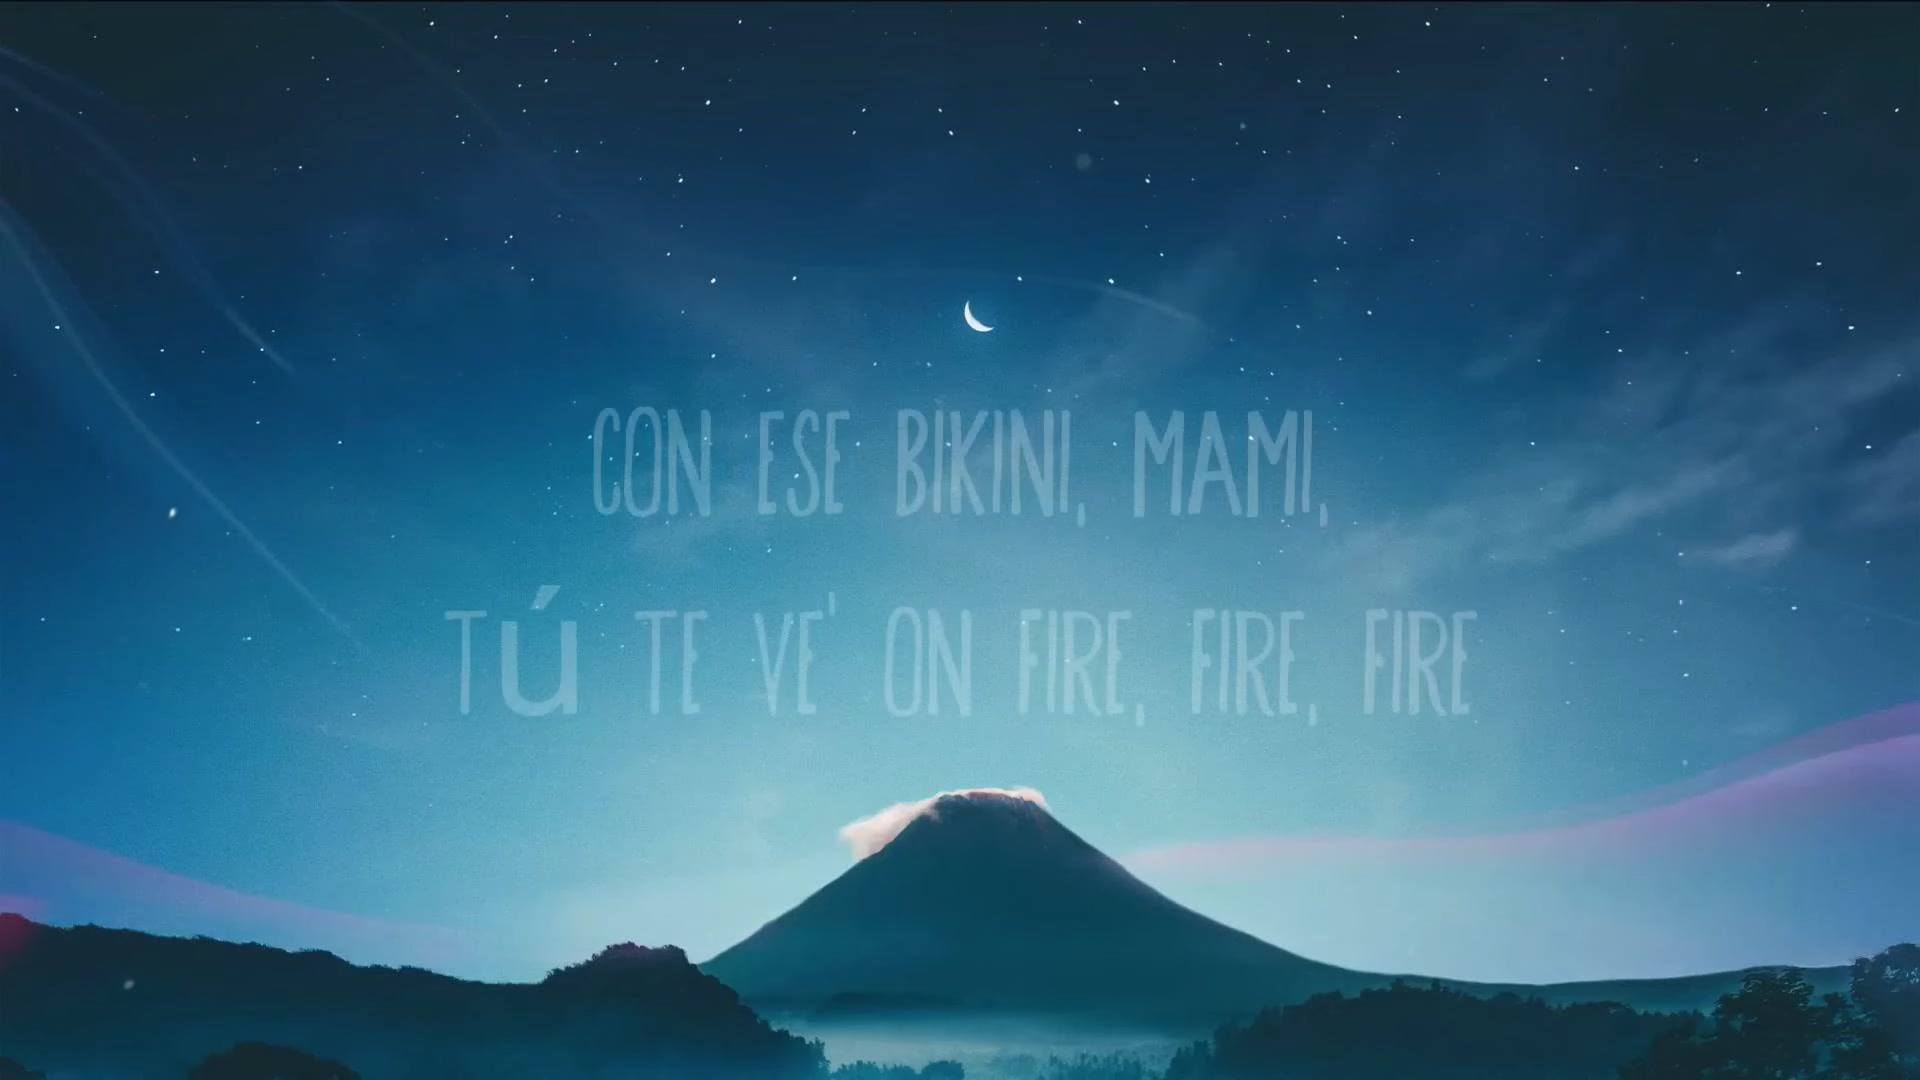 CON ESE BIKINI, MAMI,
Tú TE VE' ON FIRE, FIRE, FIRE